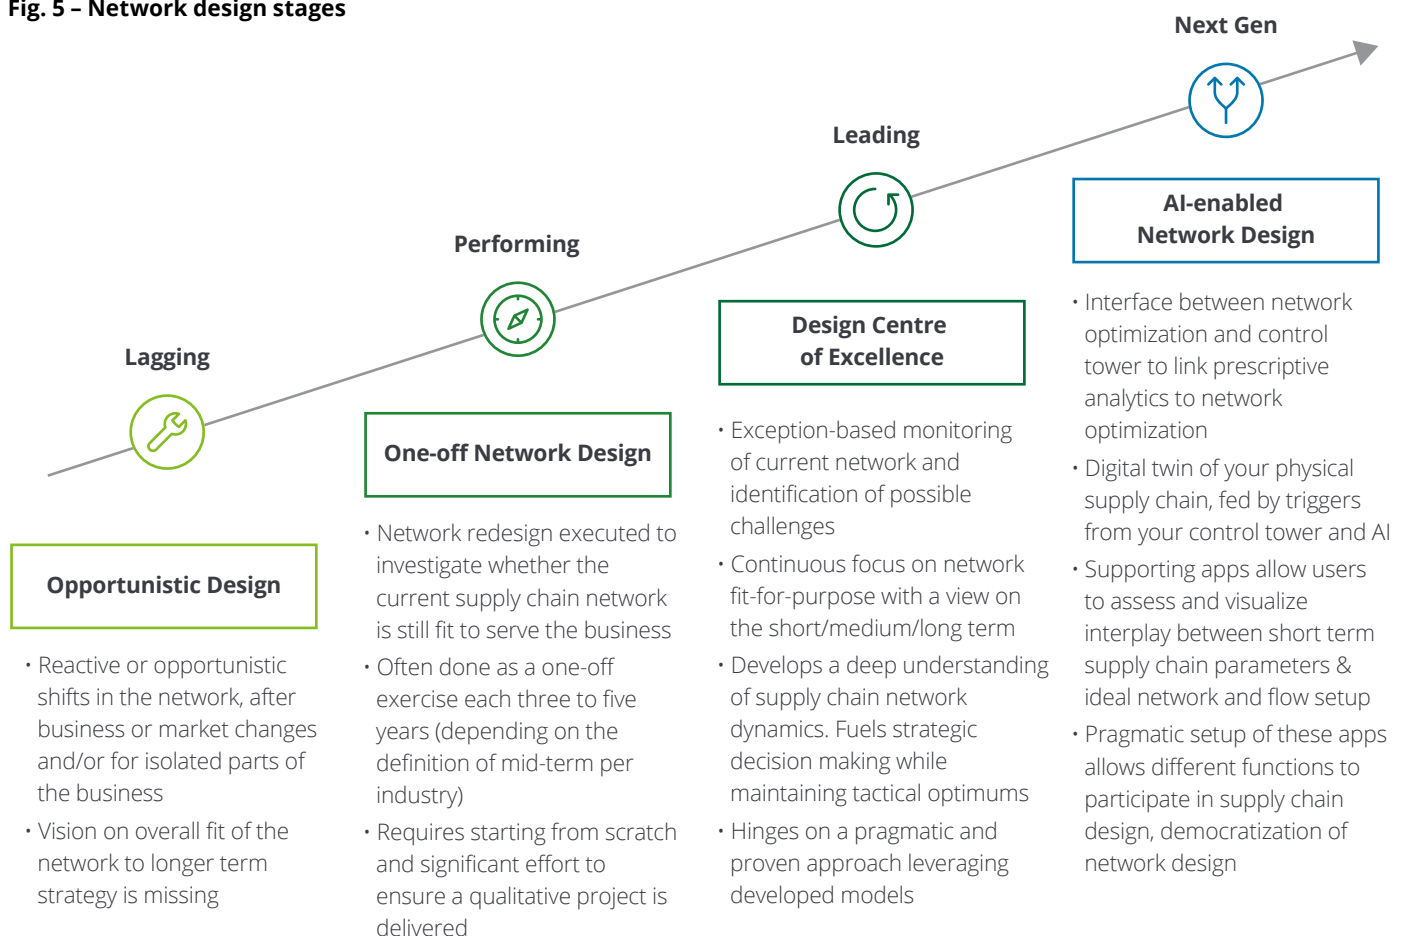 Fig. 5 – Network design stages
Lagging
Opportunistic Design
• Reactive or opportunistic
shifts in the network, after
business or market changes
and/or for isolated parts of
the business
• Vision on overall fit of the
network to longer term
strategy is missing
Performing
One-off Network Design
• Network redesign executed to
investigate whether the
current supply chain network
is still fit to serve the business
• Often done as a one-off
exercise each three to five
years (depending on the
definition of mid-term per
industry)
• Requires starting from scratch
and significant effort to
ensure a qualitative project is
delivered
Leading
Design Centre
of Excellence
• Exception-based monitoring
of current network and
identification of possible
challenges
• Continuous focus on network
fit-for-purpose with a view on
the short/medium/long term
• Develops a deep understanding
of supply chain network
dynamics. Fuels strategic
decision making while
maintaining tactical optimums
• Hinges on a pragmatic and
proven approach leveraging
developed models
Next Gen
AI-enabled
Network Design
• Interface between network
optimization and control
tower to link prescriptive
analytics to network
optimization
• Digital twin of your physical
supply chain, fed by triggers
from your control tower and AI
• Supporting apps allow users
to assess and visualize
interplay between short term
supply chain parameters &
ideal network and flow setup
• Pragmatic setup of these apps
allows different functions to
participate in supply chain
design, democratization of
network design